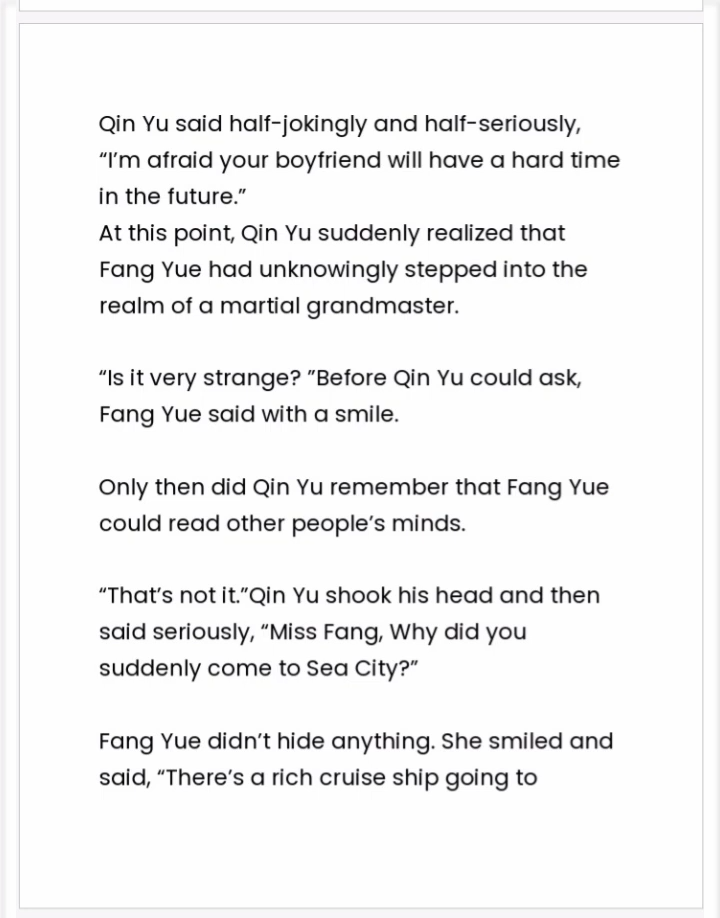 Qin Yu said half-jokingly and half-seriously,
“I’m afraid your boyfriend will have a hard time
in the future.”
At this point, Qin Yu suddenly realized that
Fang Yue had unknowingly stepped into the
realm of a martial grandmaster.
“Is it very strange? ”Before Qin Yu could ask,
Fang Yue said with a smile.
Only then did Qin Yu remember that Fang Yue
could read other people’s minds.
“That’s not it.”Qin Yu shook his head and then
said seriously, “Miss Fang, Why did you
suddenly come to Sea City?”
Fang Yue didn’t hide anything. She smiled and
said, “There’s a rich cruise ship going to